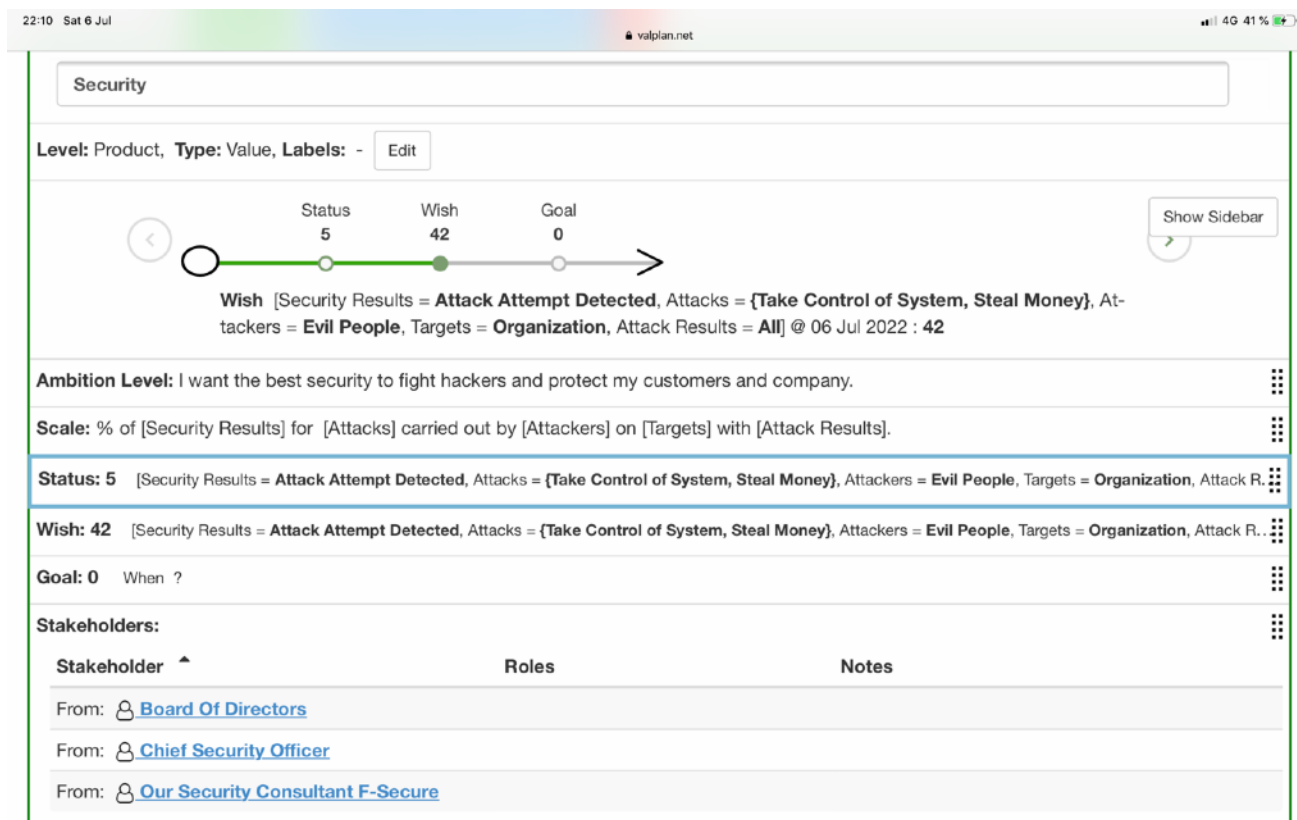 22:10 Sat 6 Jul
4G 41 %
valplan.net
Security
Level: Product, Type: Value, Labels: - Edit
Status Wish Goal
5 42 0
Show Sidebar
Wish [Security Results = Attack Attempt Detected, Attacks = {Take Control of System, Steal Money}, At-
tackers = Evil People, Targets = Organization, Attack Results = All] @ 06 Jul 2022 : 42
Ambition Level: I want the best security to fight hackers and protect my customers and company.
Scale: % of [Security Results] for [Attacks] carried out by [Attackers] on [Targets] with [Attack Results].
Status: 5 [Security Results = Attack Attempt Detected, Attacks = {Take Control of System, Steal Money}, Attackers = Evil People, Targets = Organization, Attack R..
Wish: 42 [Security Results = Attack Attempt Detected, Attacks = {Take Control of System, Steal Money}, Attackers = Evil People, Targets = Organization, Attack R...
Goal: 0 When ?
Stakeholders:
Stakeholder Roles Notes
From: Board Of Directors
From: Chief Security Officer
From: Our Security Consultant F-Secure